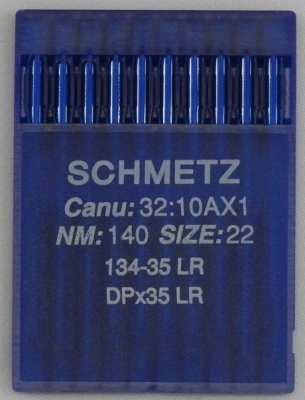 SCHMETZ
Canu: 32:10AX1
NM: 140 SIZE: 22
134-35 LR
DPx35 LR